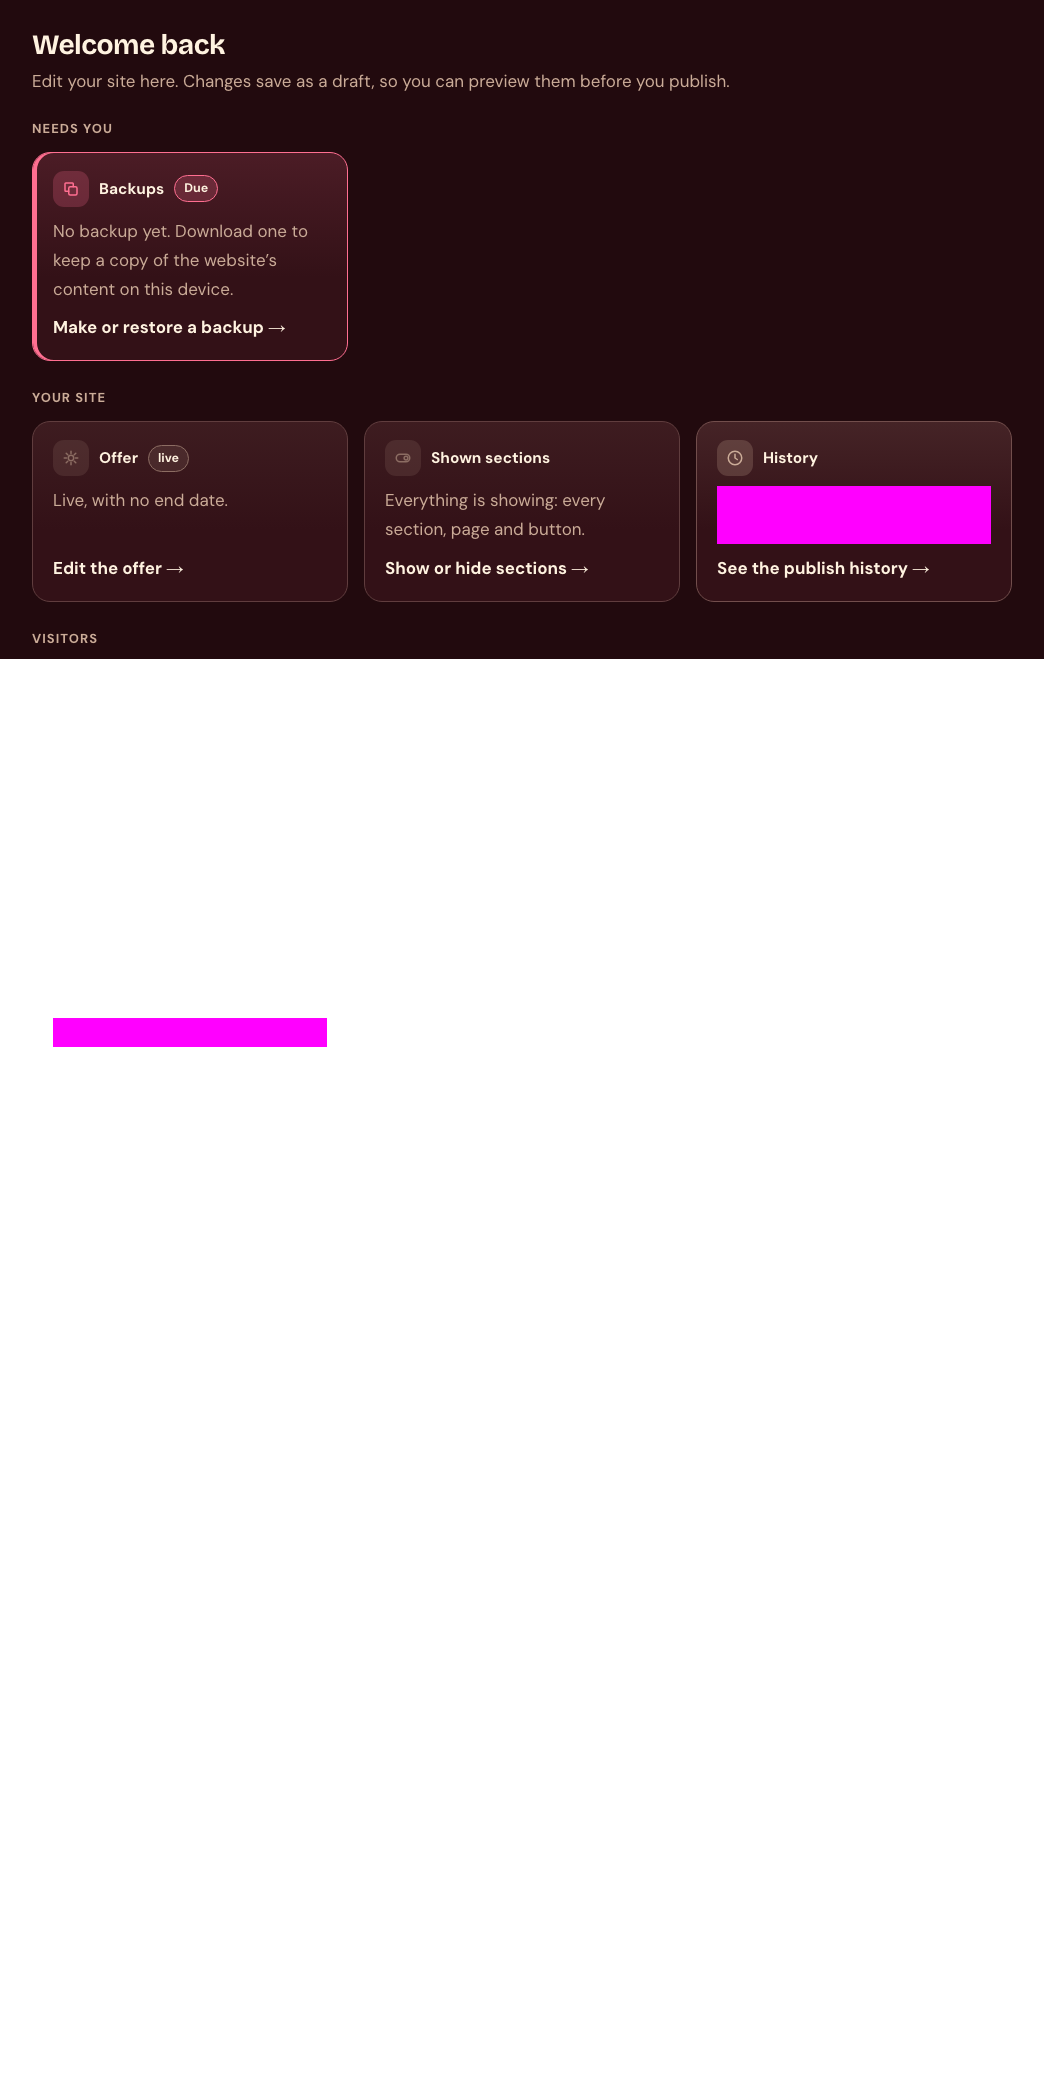 Welcome back
Edit your site here. Changes save as a draft, so you can preview them before you publish.
NEEDS YOU
Backups Due
No backup yet. Download one to
keep a copy of the website’s
content on this device.
Make or restore a backup →
YOUR SITE
Offer live
Live, with no end date.
Edit the offer →
Shown sections
Everything is showing: every
section, page and button.
Show or hide sections →
History
See the publish history →
VISITORS